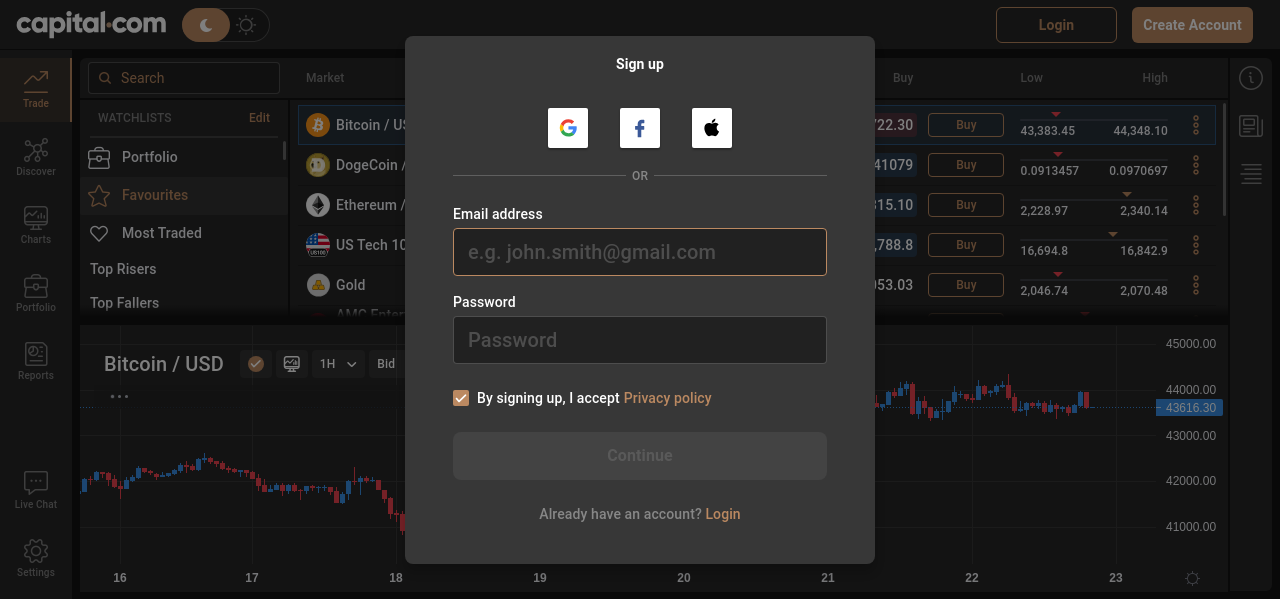 capital.com
Login
Create Account
Sign up
Search
Market
Buy
Low
High
Trade
WATCHLISTS
Edit
Bitcoin / US
722.30
Buy
43,383.45
44,348.10
OR
Portfolio
DogeCoin /
41079
Buy
0.0913457
0.0970697
Discover
Favourites
Ethereum /
315.10
Buy
2,228.97
2,340.14
Email address
e.g. john.smith@gmail.com
Most Traded
US Tech 10
,788.8
Buy
16,694.8
16,842.9
Charts
Top Risers
Gold
053.03
Buy
2,046.74
2,070.48
Password
Password
Portfolio
Top Fallers
AMC Enter
Bitcoin / USD
1H
Bid
45000.00
Reports
...
By signing up, I accept Privacy policy
44000.00
43616.30
43000.00
Continue
42000.00
Live Chat
Already have an account? Login
41000.00
Settings
16
17
18
19
20
21
22
23